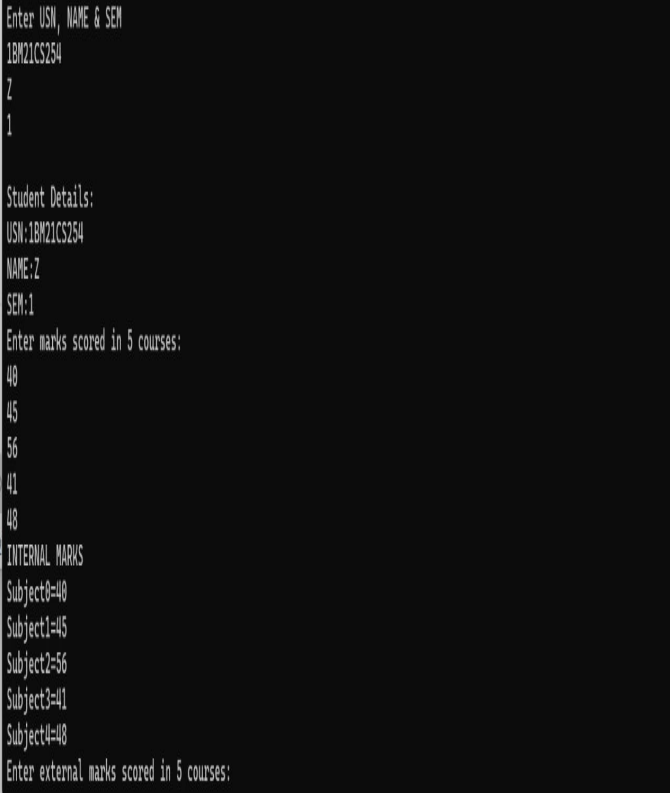 Enter USN, NAME & SEM
1BM21CS254
Z
1
Student Details:
USN:1BM21CS254
NAME:Z
SEM:1
Enter marks scored in 5 courses:
40
45
56
41
48
INTERNAL MARKS
Subject0=40
Subject1=45
Subject2=56
Subject3=41
Subject4=48
Enter external marks scored in 5 courses: